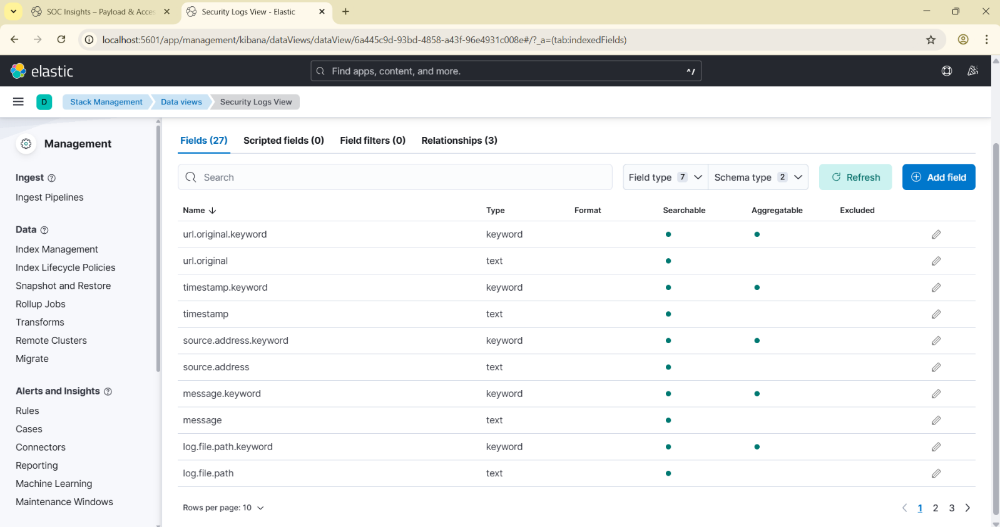 SOC Insights – Payload & Acces
Security Logs View - Elastic
localhost:5601/app/management/kibana/dataViews/dataView/6a445c9d-93bd-4858-a43f-96e4931c008e#/?_a=(tab:indexedFields)
elastic
Find apps, content, and more.
^/
D
Stack Management
Data views
Security Logs View
Management
Ingest
Ingest Pipelines
Data
Index Management
Index Lifecycle Policies
Snapshot and Restore
Rollup Jobs
Transforms
Remote Clusters
Migrate
Alerts and Insights
Rules
Cases
Connectors
Reporting
Machine Learning
Maintenance Windows
Fields (27) Scripted fields (0) Field filters (0) Relationships (3)
Search
Field type 7
Schema type 2
Refresh
Add field
Name Type Format Searchable Aggregatable Excluded
url.original.keyword keyword
url.original text
timestamp.keyword keyword
timestamp text
source.address.keyword keyword
source.address text
message.keyword keyword
message text
log.file.path.keyword keyword
log.file.path text
Rows per page: 10
1 2 3